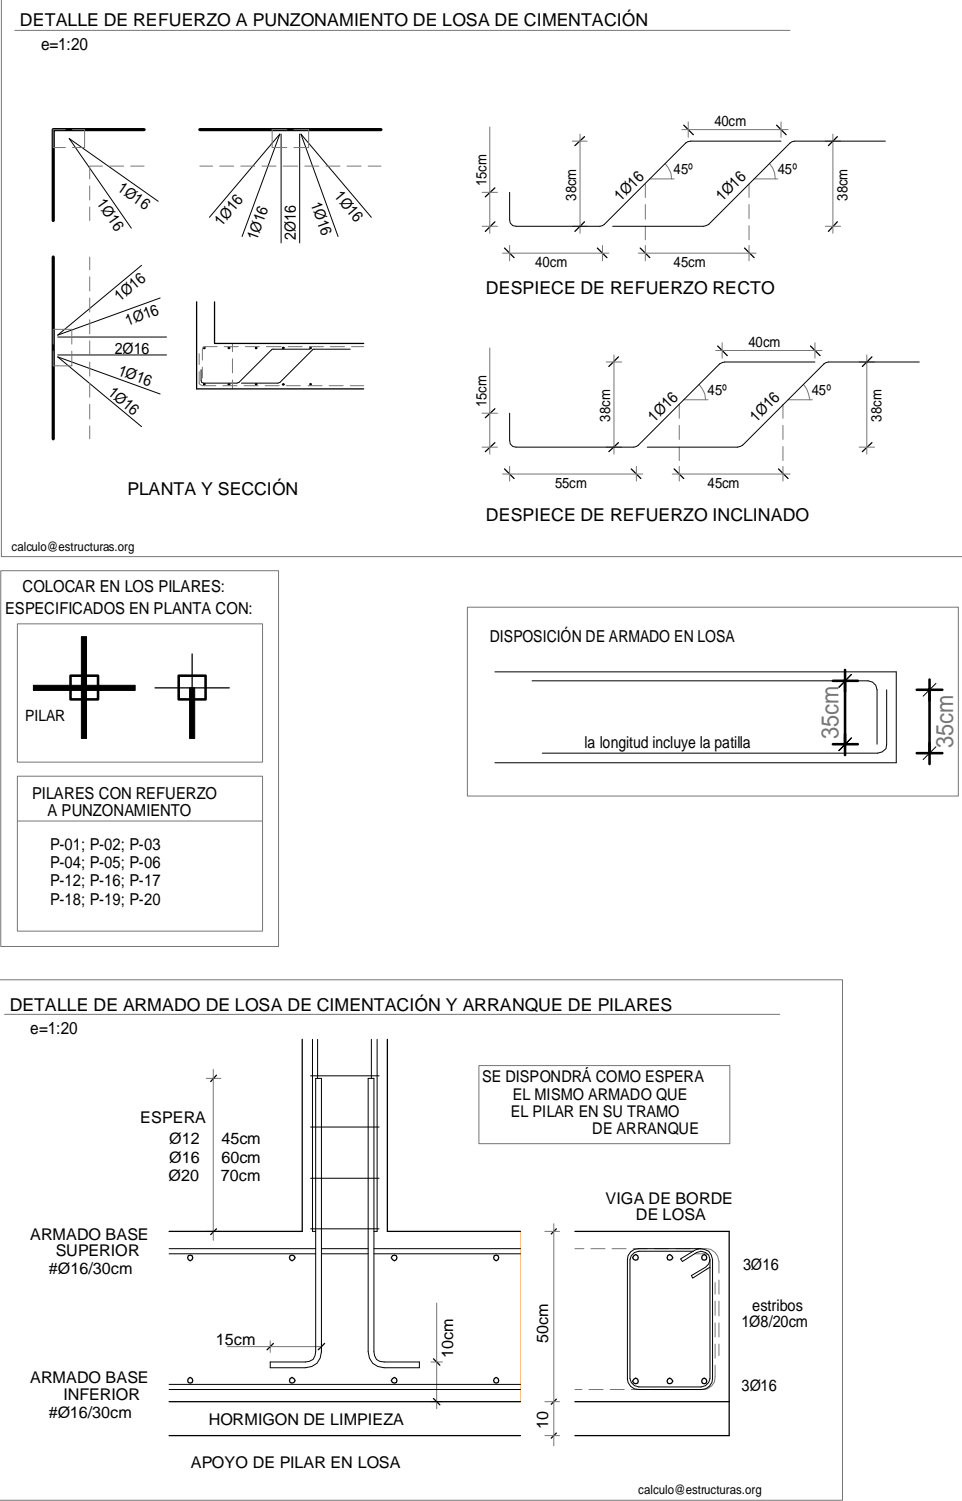 DETALLE DE REFUERZO A PUNZONAMIENTO DE LOSA DE CIMENTACIÓN
e=1:20
1Ø16
1Ø16
1Ø16
1Ø16
2Ø16
1Ø16
1Ø16
1Ø16
1Ø16
2Ø16
1Ø16
1Ø16
PLANTA Y SECCIÓN
15cm
38cm
40cm
1Ø16
45º
1Ø16
45º
38cm
40cm
45cm
DESPIECE DE REFUERZO RECTO
15cm
38cm
40cm
1Ø16
45º
1Ø16
45º
38cm
55cm
45cm
DESPIECE DE REFUERZO INCLINADO
calculo@estructuras.org
COLOCAR EN LOS PILARES:
ESPECIFICADOS EN PLANTA CON:
PILAR
PILARES CON REFUERZO
A PUNZONAMIENTO
P-01; P-02; P-03
P-04; P-05; P-06
P-12; P-16; P-17
P-18; P-19; P-20
DISPOSICIÓN DE ARMADO EN LOSA
la longitud incluye la patilla
35cm
35cm
DETALLE DE ARMADO DE LOSA DE CIMENTACIÓN Y ARRANQUE DE PILARES
e=1:20
SE DISPONDRÁ COMO ESPERA
EL MISMO ARMADO QUE
EL PILAR EN SU TRAMO
DE ARRANQUE
ESPERA
Ø12 45cm
Ø16 60cm
Ø20 70cm
VIGA DE BORDE
DE LOSA
ARMADO BASE
SUPERIOR
#Ø16/30cm
3Ø16
estribos
1Ø8/20cm
3Ø16
15cm
10cm
50cm
10
ARMADO BASE
INFERIOR
#Ø16/30cm
HORMIGON DE LIMPIEZA
APOYO DE PILAR EN LOSA
calculo@estructuras.org